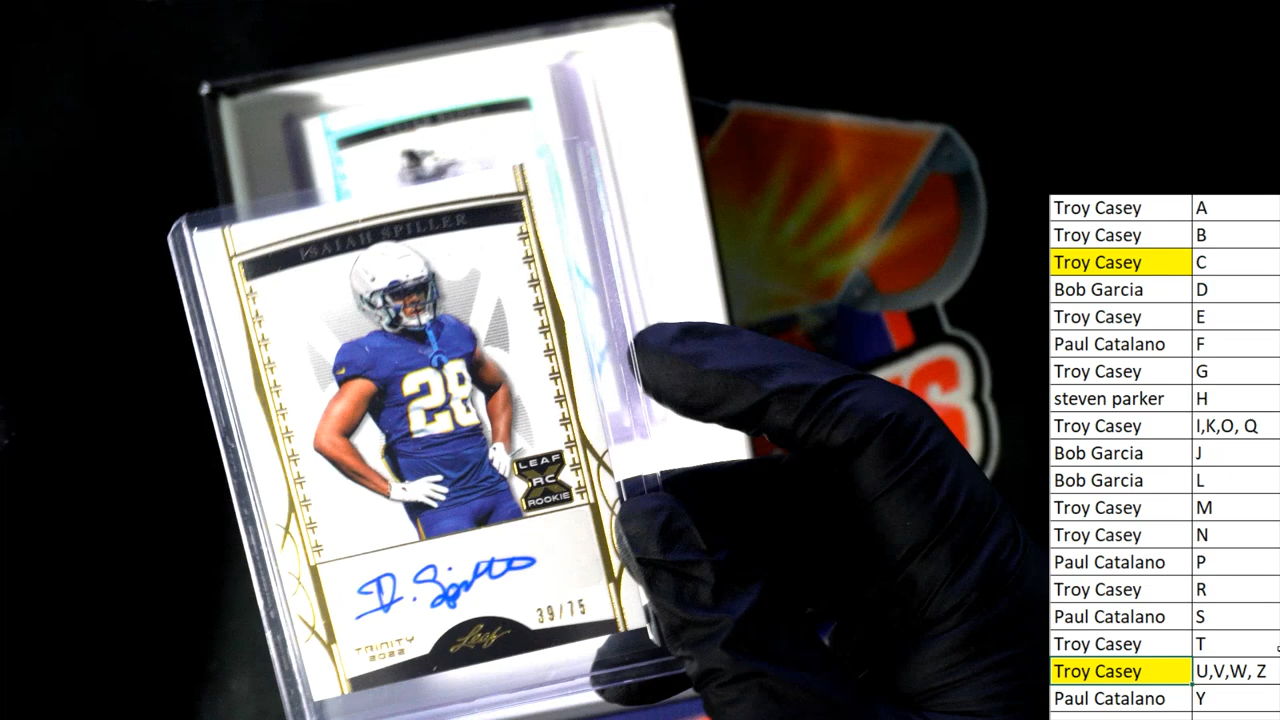 ISAIAH SPILLER
28
LEAF
RC
ROOKIE
I. Spiller
39/75
TRINITY
2022
Leaf
Troy Casey A
Troy Casey B
Troy Casey C
Bob Garcia D
Troy Casey E
Paul Catalano F
Troy Casey G
steven parker H
Troy Casey I,K,O, Q
Bob Garcia J
Bob Garcia L
Troy Casey M
Troy Casey N
Paul Catalano P
Troy Casey R
Paul Catalano S
Troy Casey T
Troy Casey U,V,W, Z
Paul Catalano Y